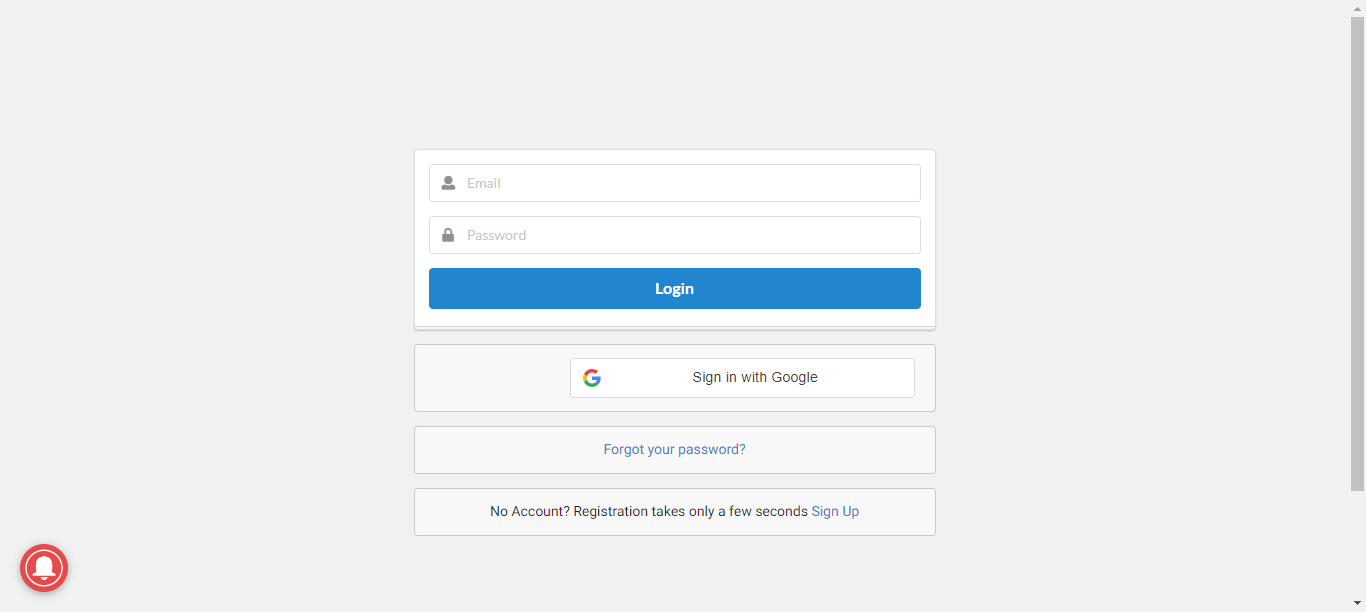 Email
Password
Login
Sign in with Google
Forgot your password?
No Account? Registration takes only a few seconds Sign Up